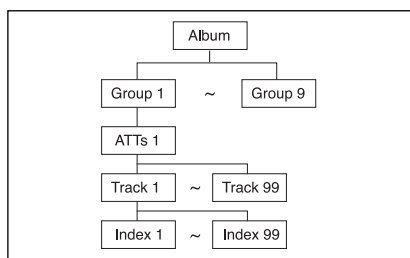 Album
Group 1 ~ Group 9
ATTs 1
Track 1 ~ Track 99
Index 1 ~ Index 99